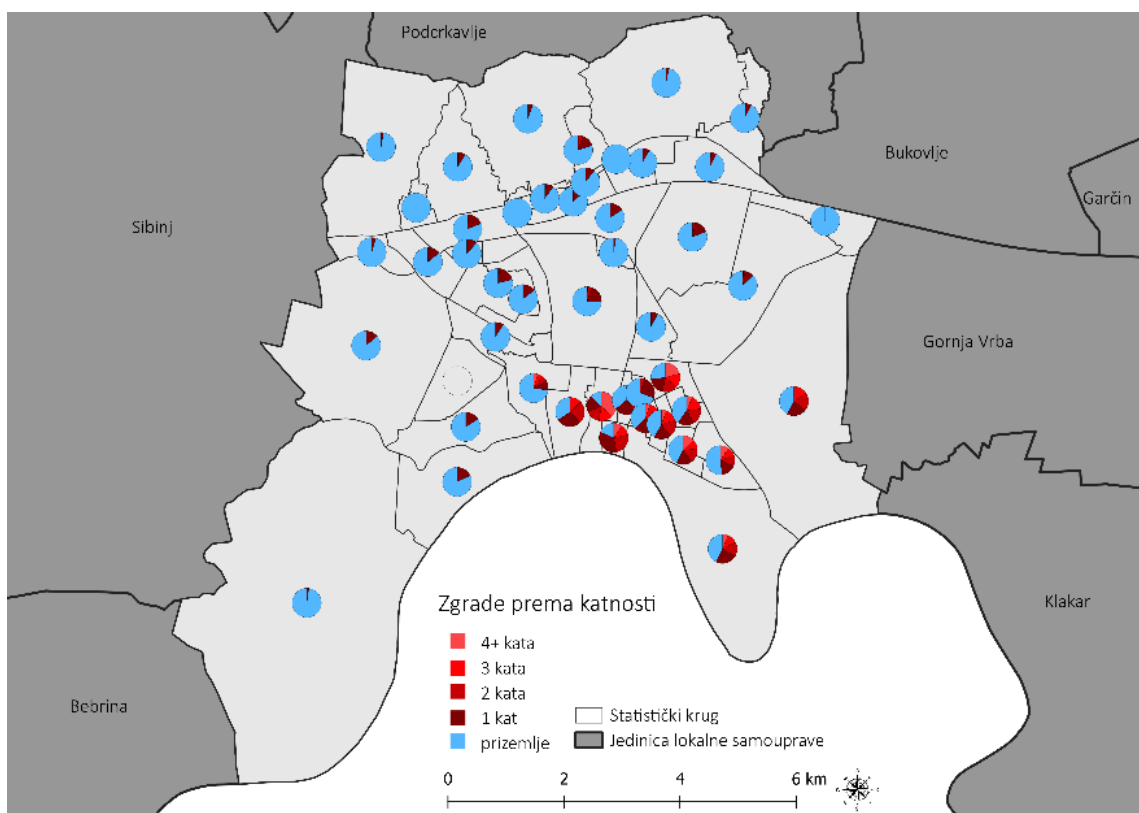 Podcrkavlje
Bukovlje
Garčin
Sibinj
Gornja Vrba
Klakar
Bebrina
Zgrade prema katnosti
4+ kata
3 kata
2 kata
1 kat
prizemlje
Statistički krug
Jedinica lokalne samouprave
0 2 4 6 km